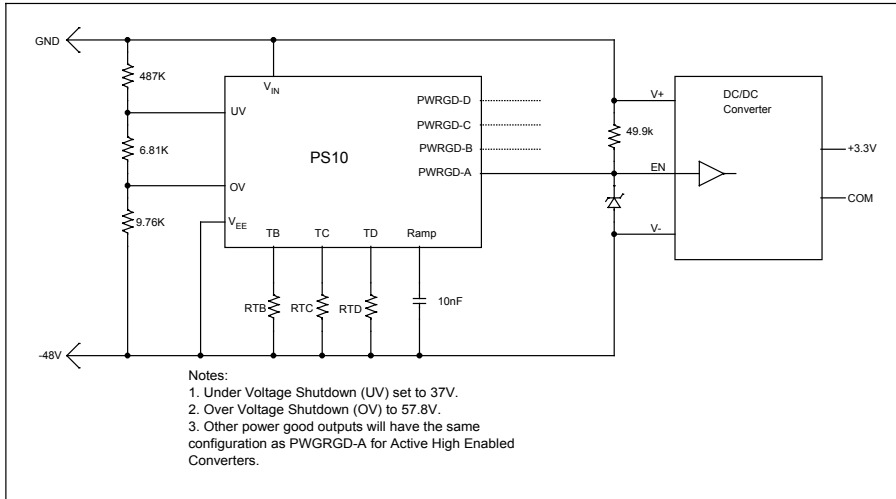 GND
487K
6.81K
9.76K
-48V
VIN
UV
OV
VEE
PS10
PWRGD-D
PWRGD-C
PWRGD-B
PWRGD-A
TB
TC
TD
Ramp
RTB
RTC
RTD
10nF
49.9k
V+
EN
V-
DC/DC
Converter
+3.3V
COM
Notes:
1. Under Voltage Shutdown (UV) set to 37V.
2. Over Voltage Shutdown (OV) to 57.8V.
3. Other power good outputs will have the same
configuration as PWGRGD-A for Active High Enabled
Converters.